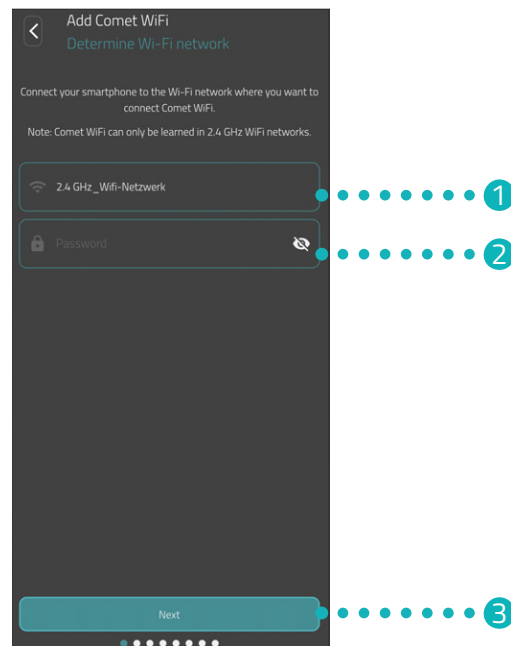 Add Comet WiFi
Determine Wi-Fi network
Connect your smartphone to the Wi-Fi network where you want to
connect Comet WiFi.
Note: Comet WiFi can only be learned in 2.4 GHz WiFi networks.
2.4 GHz_Wifi-Netzwerk
1
Password
2
Next
3